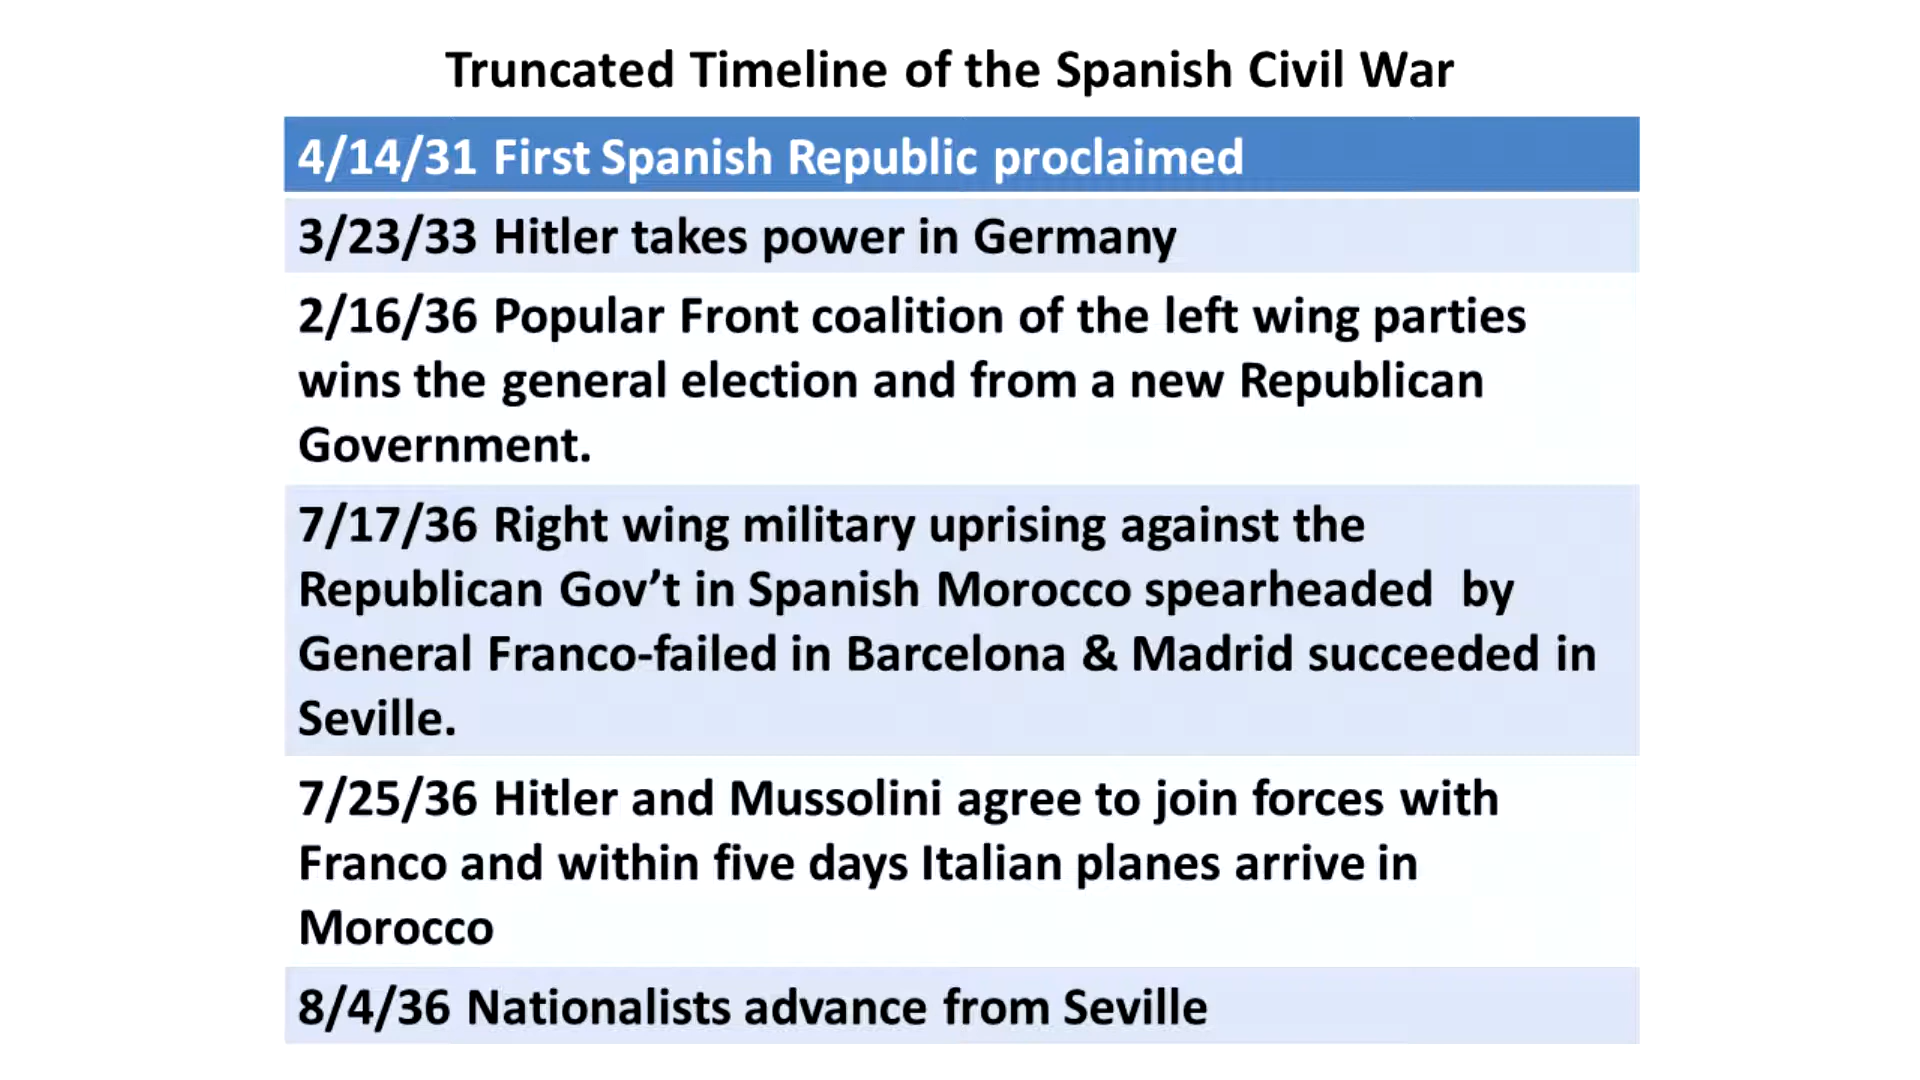 Truncated Timeline of the Spanish Civil War
4/14/31 First Spanish Republic proclaimed
3/23/33 Hitler takes power in Germany
2/16/36 Popular Front coalition of the left wing parties
wins the general election and from a new Republican
Government.
7/17/36 Right wing military uprising against the
Republican Gov’t in Spanish Morocco spearheaded  by
General Franco-failed in Barcelona & Madrid succeeded in
Seville.
7/25/36 Hitler and Mussolini agree to join forces with
Franco and within five days Italian planes arrive in
Morocco
8/4/36 Nationalists advance from Seville